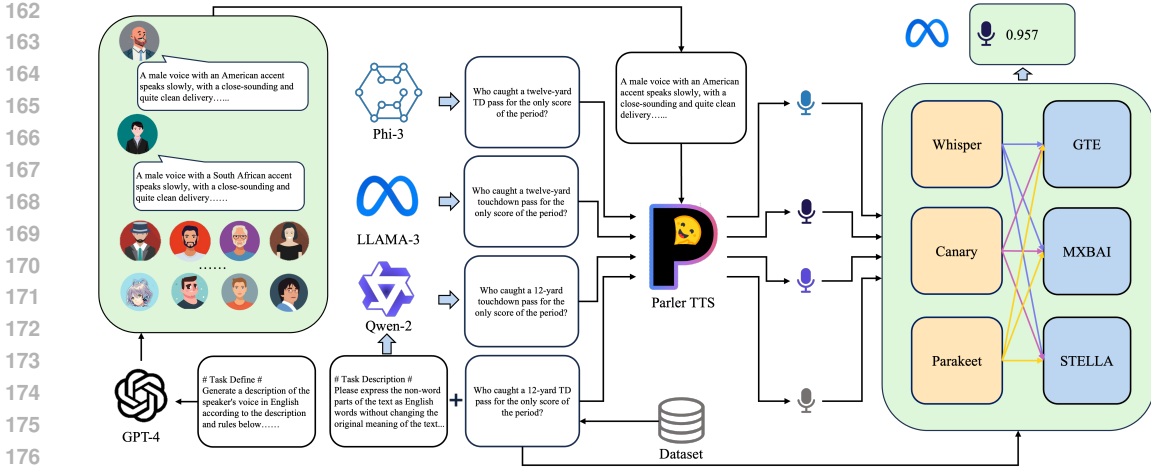 162
163
164
165
166
167
168
169
170
171
172
173
174
175
176
A male voice with an American
accent speaks slowly, with a
close-sounding and
quite clean delivery…...
A male voice with a South African accent
speaks slowly, with a close-sounding and
quite clean delivery……
......
GPT-4
# Task Define #
Generate a description of the
speaker's voice in English
according to the description
and rules below……
Phi-3
LLAMA-3
Qwen-2
# Task Description #
Please express the non-word
parts of the text as English
words without changing the
original meaning of the text...
+
Who caught a twelve-yard
TD pass for the only score
of the period?
Who caught a twelve-yard
touchdown pass for the
only score of the period?
Who caught a 12-yard
touchdown pass for the
only score of the period?
Who caught a 12-yard TD
pass for the only score of
the period?
A male voice with an American
accent speaks slowly, with a
close-sounding and quite clean
delivery……
Parler TTS
Dataset
0.957
Whisper
Canary
Parakeet
GTE
MXBAI
STELLA